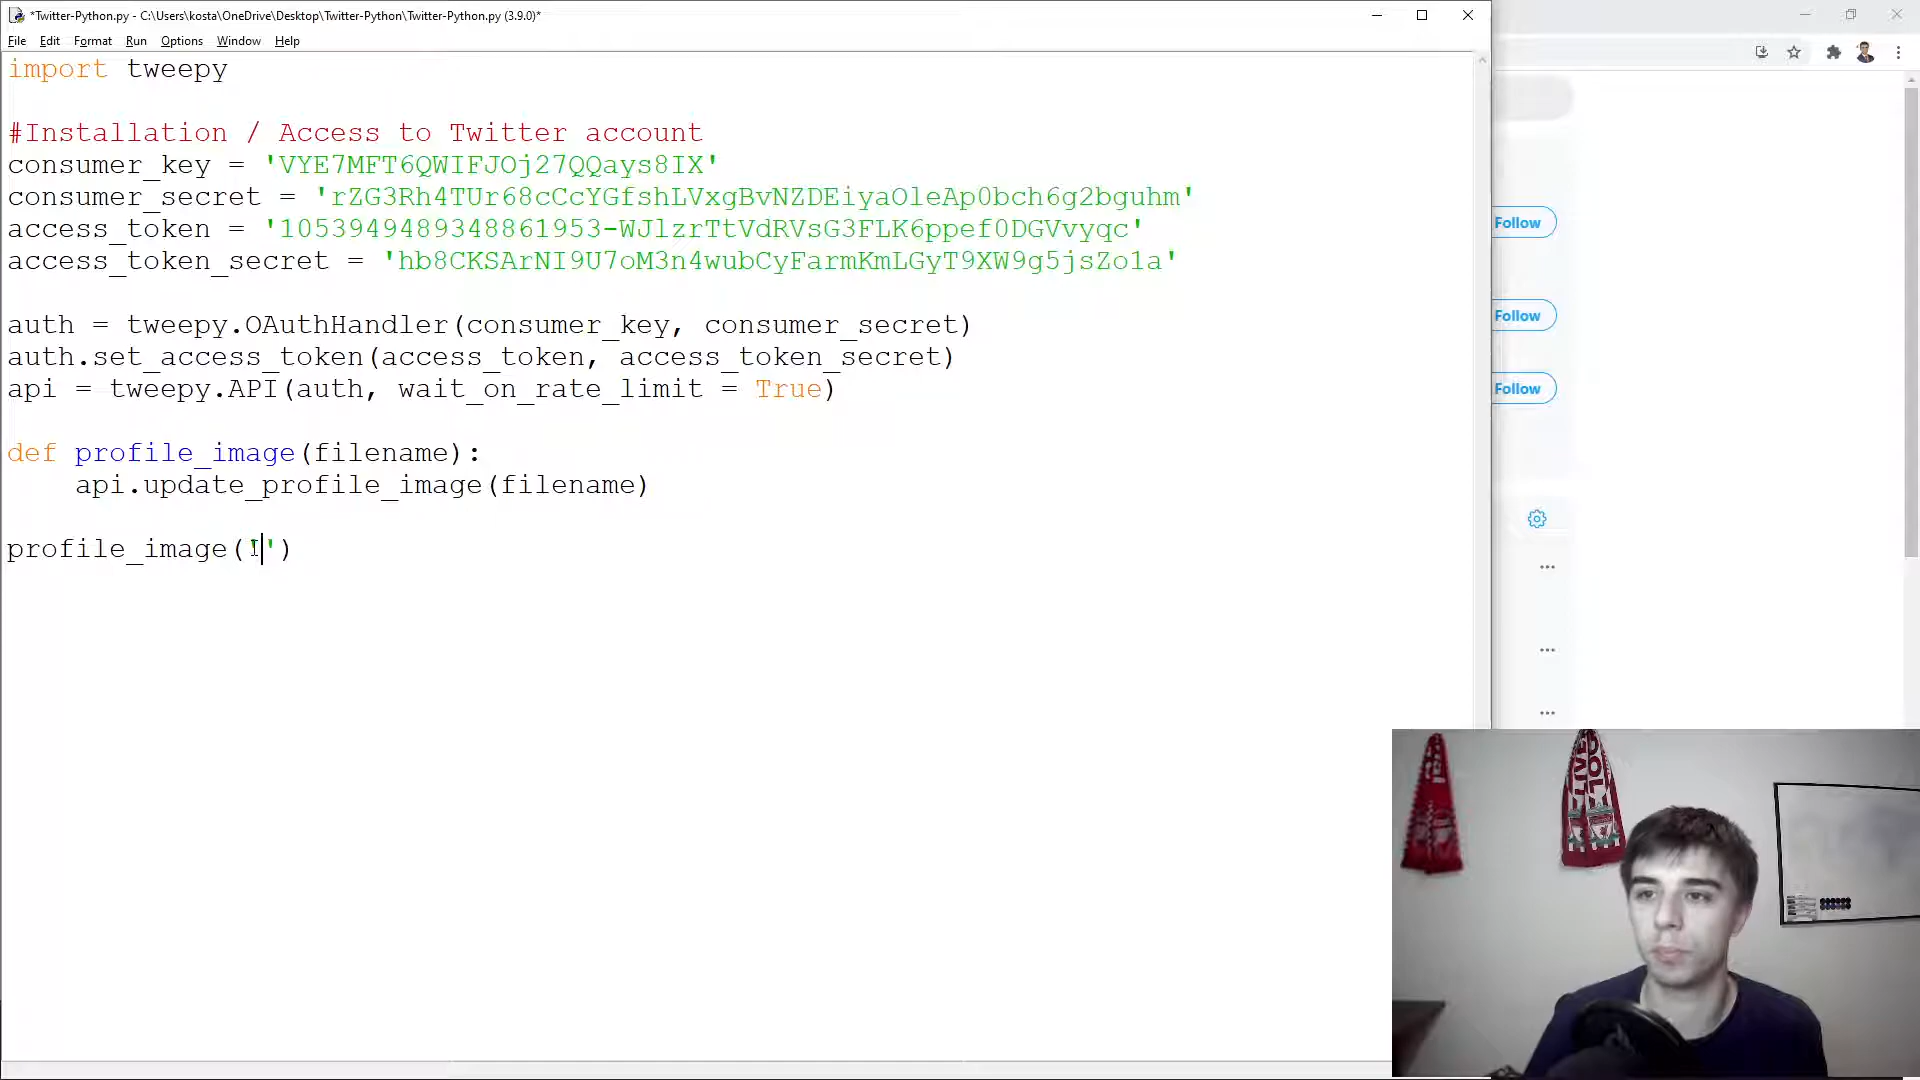 *Twitter-Python.py - C:\Users\kosta\OneDrive\Desktop\Twitter-Python\Twitter-Python.py (3.9.0)*
File Edit Format Run Options Window Help
import tweepy
#Installation / Access to Twitter account
consumer_key = 'VYE7MFT6QWIFJOj27QQays8IX'
consumer_secret = 'rZG3Rh4TUr68cCcYGfshLVxgBvNZDEiyaOleAp0bch6g2bguhm'
access_token = '1053949489348861953-WJlzrTtVdRVsG3FLK6ppef0DGVvyqc'
access_token_secret = 'hb8CKSArNI9U7oM3n4wubCyFarmKmLGyT9XW9g5jsZo1a'
auth = tweepy.OAuthHandler(consumer_key, consumer_secret)
auth.set_access_token(access_token, access_token_secret)
api = tweepy.API(auth, wait_on_rate_limit = True)
def profile_image(filename):
api.update_profile_image(filename)
profile_image('')
Follow
Follow
Follow
LIVE
POOL